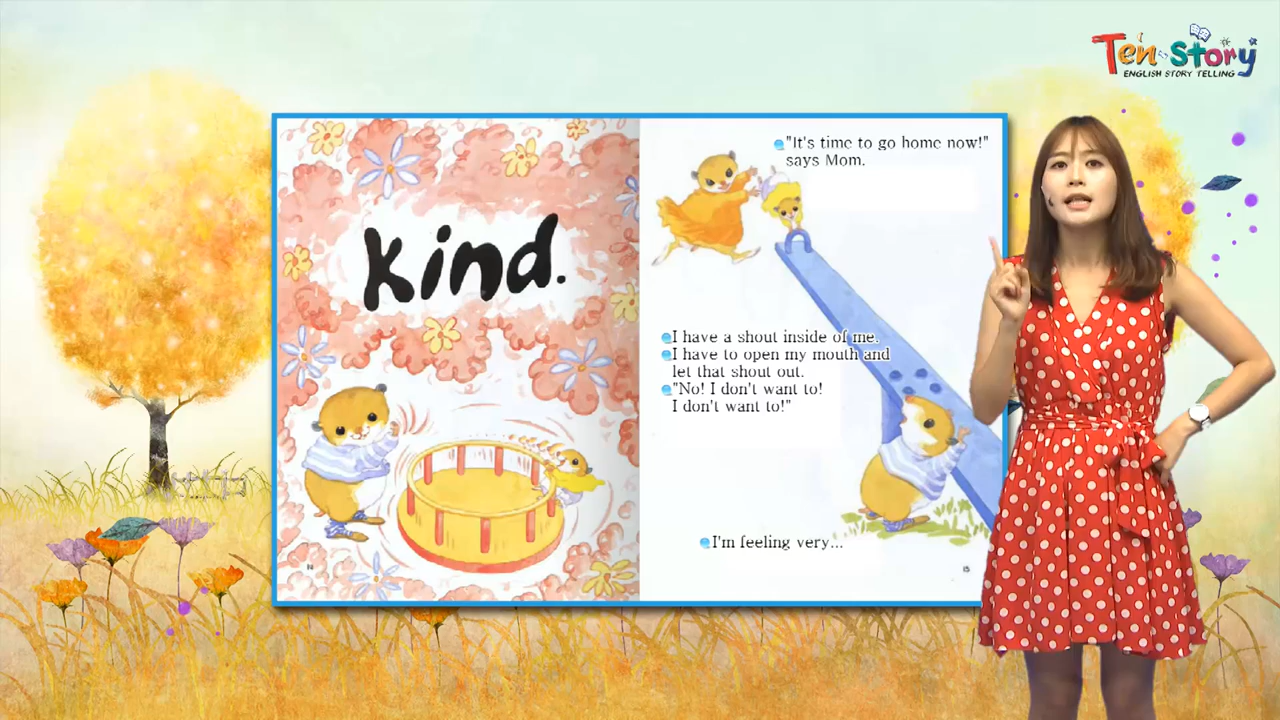 Ten Story
ENGLISH STORY TELLING
kind.
"It's time to go home now!"
says Mom.
I have a shout inside of me.
I have to open my mouth and
let that shout out.
"No! I don't want to!
I don't want to!"
I'm feeling very...
14
15